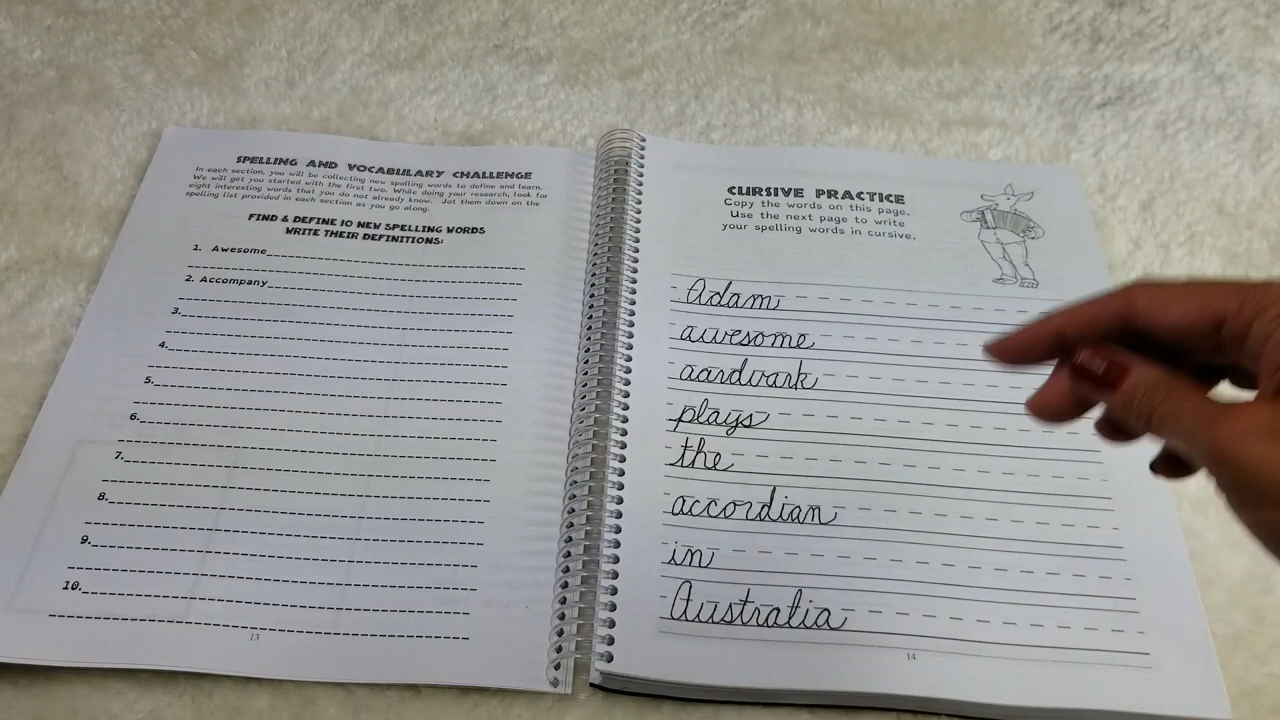 SPELLING AND VOCABULARY CHALLENGE
In each section, you will be collecting new spelling words to define and learn.
We will get you started with the first two. While doing your research, look for
eight interesting words that you do not already know. Jot them down on the
spelling list provided in each section as you go along.
FIND & DEFINE 10 NEW SPELLING WORDS
WRITE THEIR DEFINITIONS:
1. Awesome
2. Accompany
3.
4.
5.
6.
7.
8.
9.
10.
13
CURSIVE PRACTICE
Copy the words on this page.
Use the next page to write
your spelling words in cursive.
Adam
awesome
aardvark
plays
the
accordian
in
Australia
14